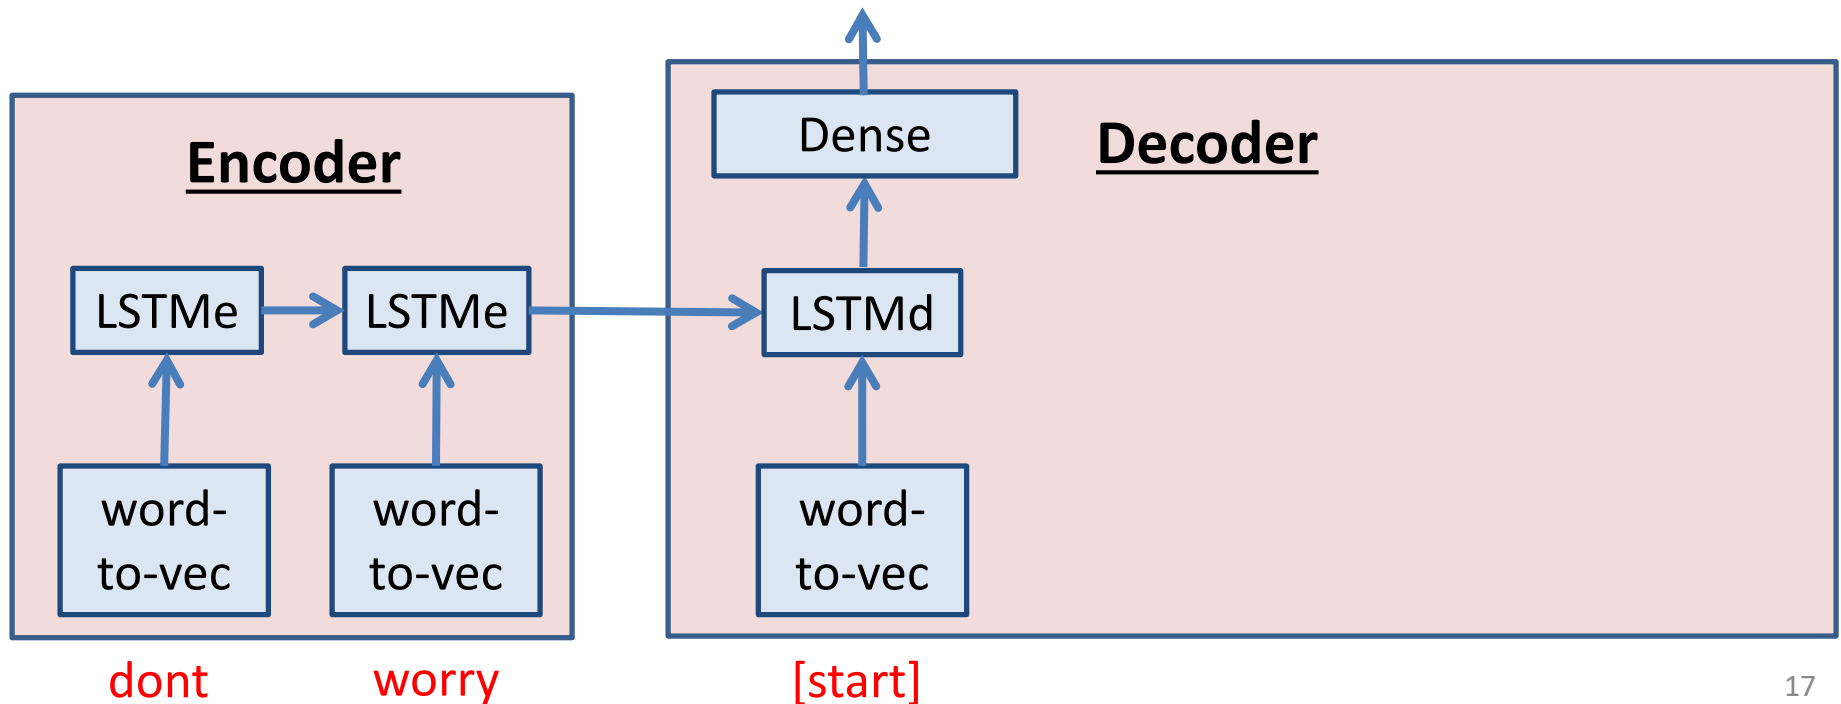 Encoder
LSTMe
LSTMe
word-
to-vec
word-
to-vec
dont
worry
Dense
Decoder
LSTMd
word-
to-vec
[start]
17